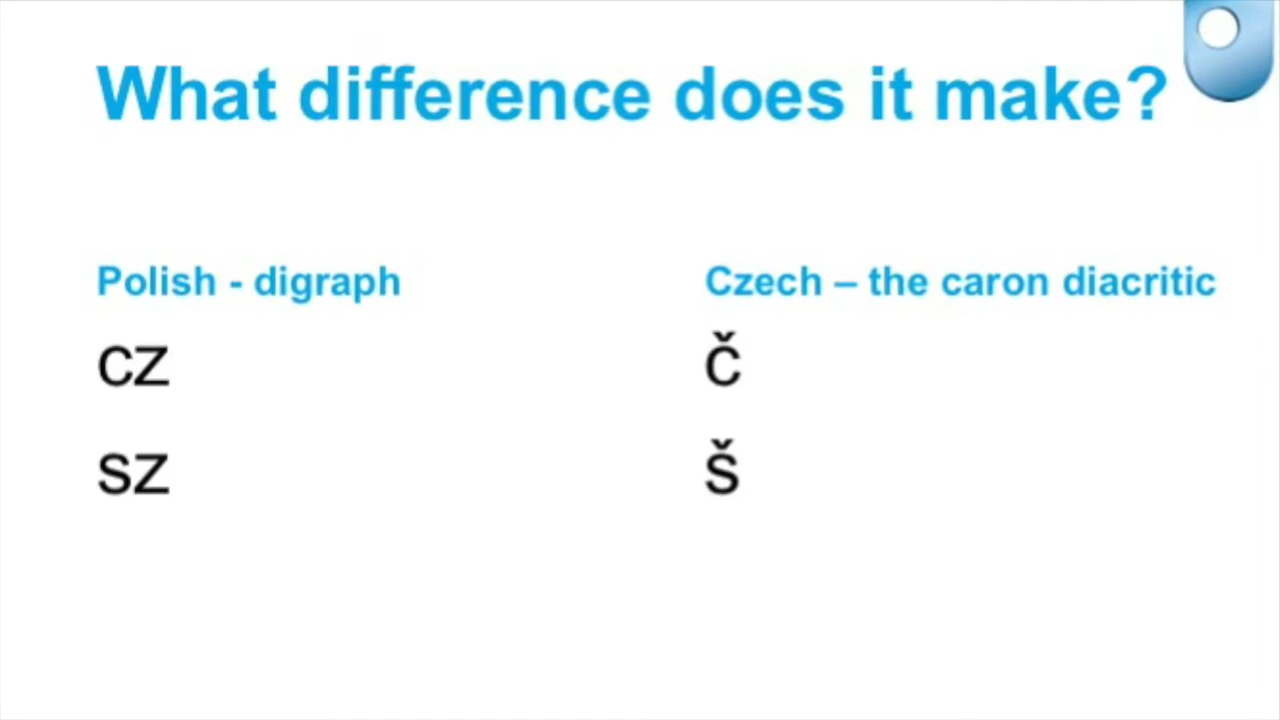 What difference does it make?
Polish - digraph
CZ
SZ
Czech – the caron diacritic
Č
Š